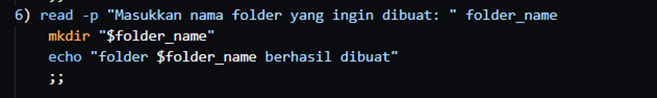 6) read -p "Masukkan nama folder yang ingin dibuat: " folder_name
mkdir "$folder_name"
echo "folder $folder_name berhasil dibuat"
;;